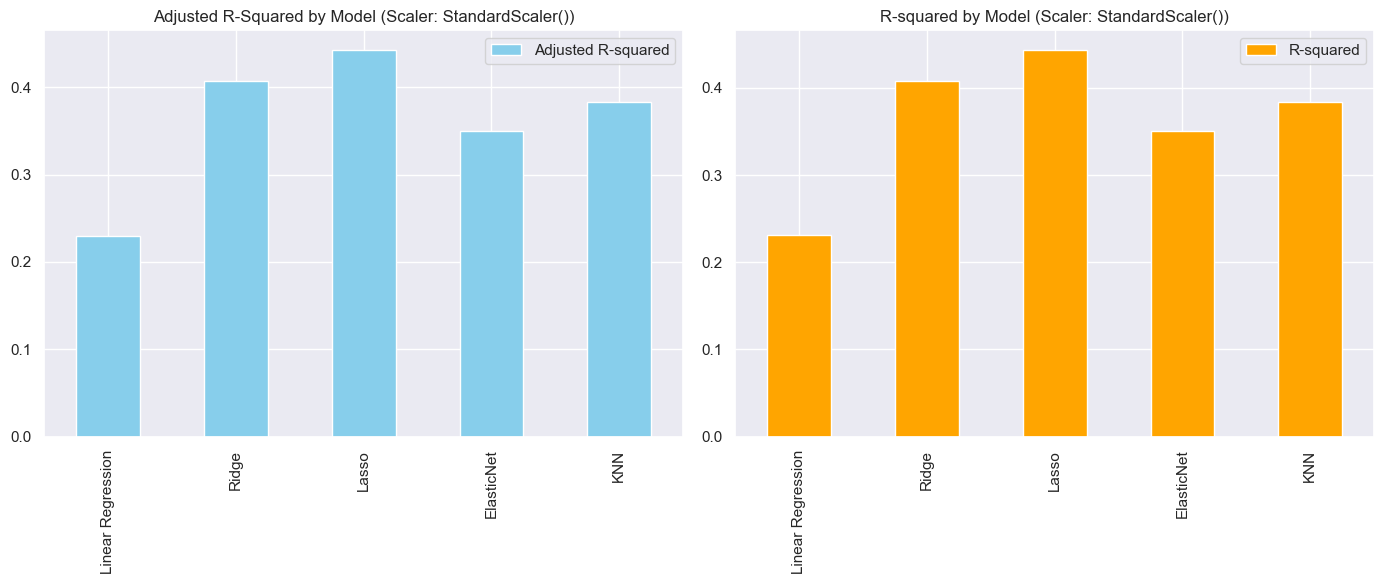 Adjusted R-Squared by Model (Scaler: StandardScaler())
Adjusted R-squared
0.4
0.3
0.2
0.1
0.0
Linear Regression
Ridge
Lasso
ElasticNet
KNN
R-squared by Model (Scaler: StandardScaler())
R-squared
0.4
0.3
0.2
0.1
0.0
Linear Regression
Ridge
Lasso
ElasticNet
KNN